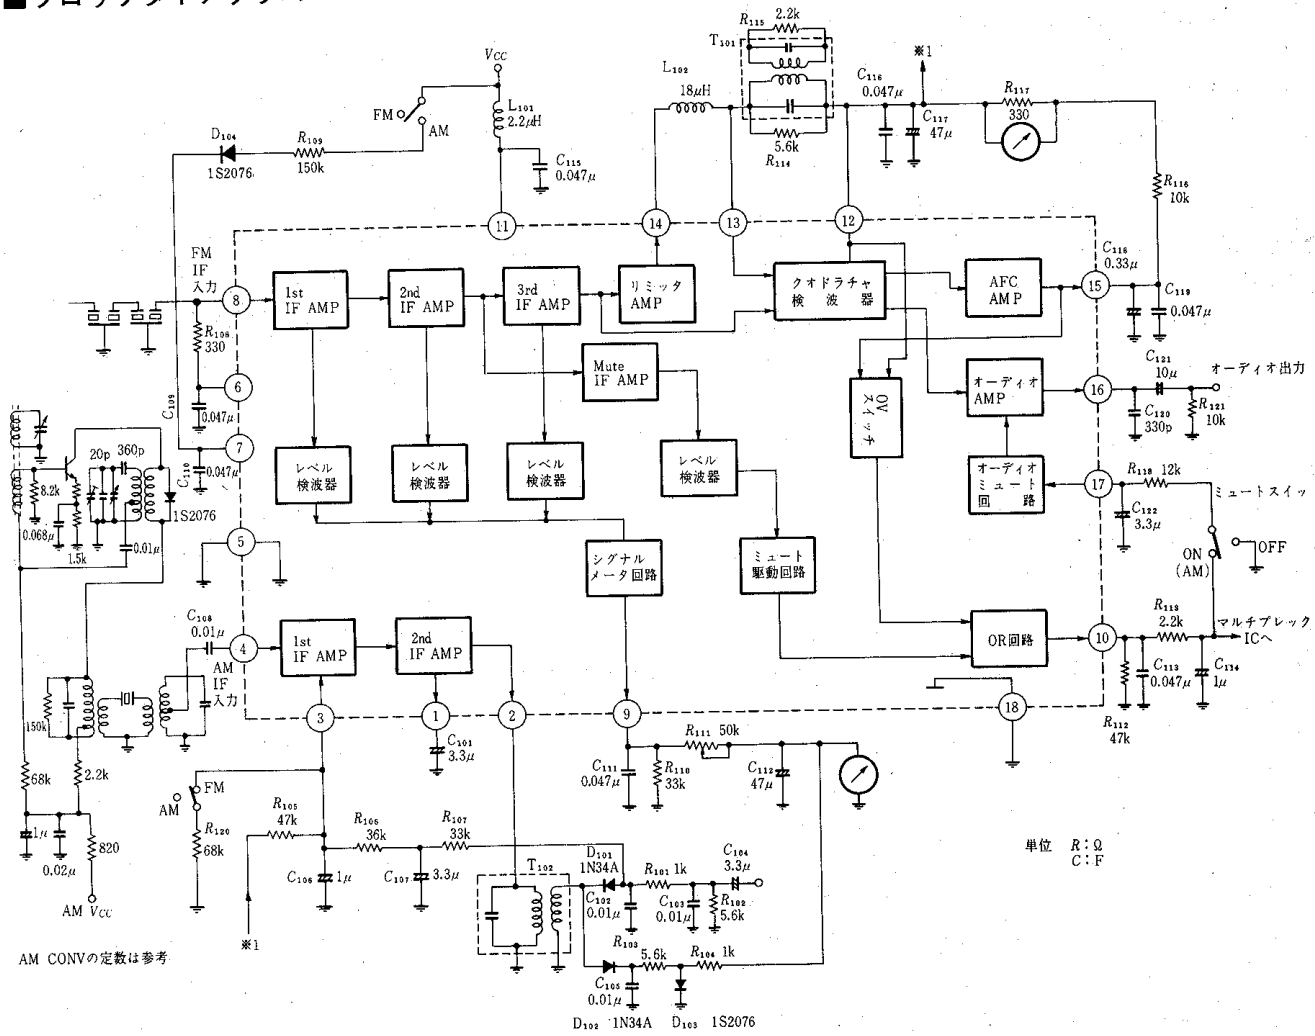 R115 2.2k
T101
※1
VCC
L102
18μH
C116
0.047μ
R117
330
C117
47μ
FM
AM
L101
2.2μH
D104
1S2076
R109
150k
C115
0.047μ
5.6k
R114
R116
10k
11
14
13
12
FM
IF
入力
8
1st
IF AMP
2nd
IF AMP
3rd
IF AMP
リミッタ
AMP
クオドラチャ
検波器
AFC
AMP
15
C118
0.33μ
C119
0.047μ
R108
330
Mute
IF AMP
6
C109
0.047μ
OV
スイッチ
オーディオ
AMP
16
C121
10μ
オーディオ出力
C120
330p
R121
10k
7
C110
0.047μ
20p 360p
8.2k
1S2076
0.068μ
1.5k
0.01μ
レベル
検波器
レベル
検波器
レベル
検波器
レベル
検波器
オーディオ
ミュート
回路
17
R118 12k
ミュートスイッ
C122
3.3μ
5
シグナル
メータ回路
ミュート
駆動回路
ON
(AM)
OFF
C108
0.01μ
4
AM
IF
入力
1st
IF AMP
2nd
IF AMP
OR回路
10
R113
2.2k
マルチプレック
ICへ
C113
0.047μ
C114
1μ
R112
47k
150k
3
1
2
9
18
C101
3.3μ
R111 50k
C111
0.047μ
R110
33k
C112
47μ
68k
2.2k
AM
FM
R120
68k
R105
47k
R106
36k
R107
33k
1μ
0.02μ
820
AM VCC
C106 1μ
C107 3.3μ
T102
D101
1N34A
R101 1k
C104
3.3μ
C102
0.01μ
C103
0.01μ
R102
5.6k
R103
5.6k
R104 1k
C105
0.01μ
D102 1N34A D103 1S2076
※1
単位 R:Ω
C:F
AM CONVの定数は参考